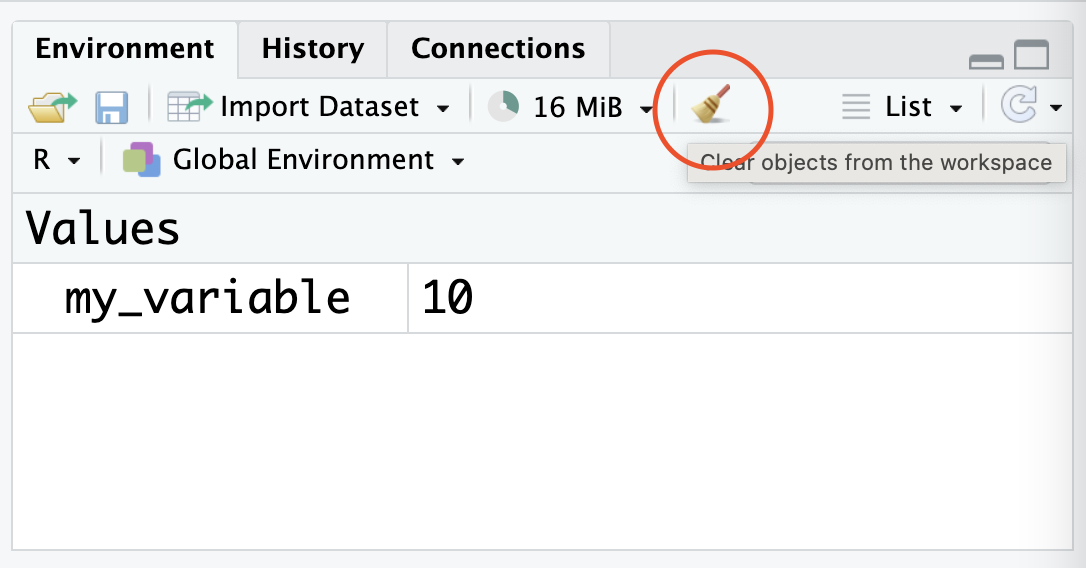 Environment History Connections
Import Dataset 16 MiB List
R Global Environment
Clear objects from the workspace
Values
my_variable 10